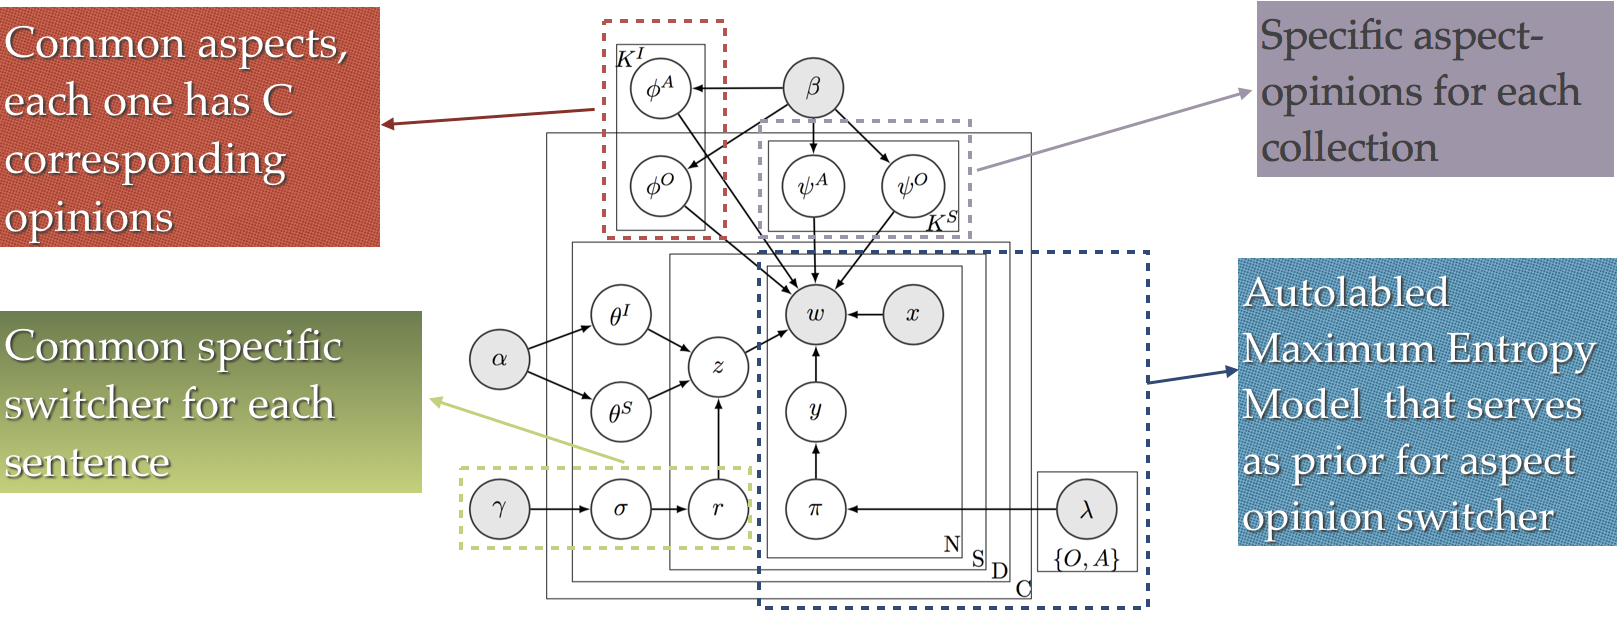 Common aspects,
each one has C
corresponding
opinions
Specific aspect-
opinions for each
collection
Common specific
switcher for each
sentence
Autolabled
Maximum Entropy
Model that serves
as prior for aspect
opinion switcher
K^I
ϕ^A
β
ϕ^O
ψ^A
ψ^O
K^S
θ^I
w
x
α
z
θ^S
y
γ
σ
r
π
λ
N
S
D
C
{O, A}